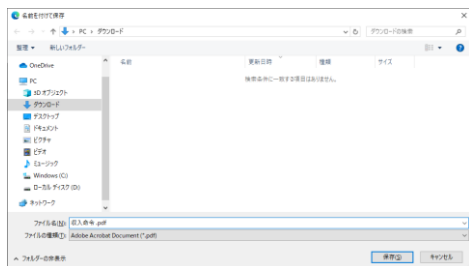 名前を付けて保存
PC › ダウンロード
ダウンロードの検索
整理 ▼ 新しいフォルダー
名前 更新日時 種類 サイズ
検索条件に一致する項目はありません。
OneDrive
PC
3D オブジェクト
ダウンロード
デスクトップ
ドキュメント
ピクチャ
ビデオ
ミュージック
Windows (C:)
ローカル ディスク (D:)
ネットワーク
ファイル名(N): 収入命令.pdf
ファイルの種類(T): Adobe Acrobat Document (*.pdf)
フォルダーの非表示
保存(S) キャンセル